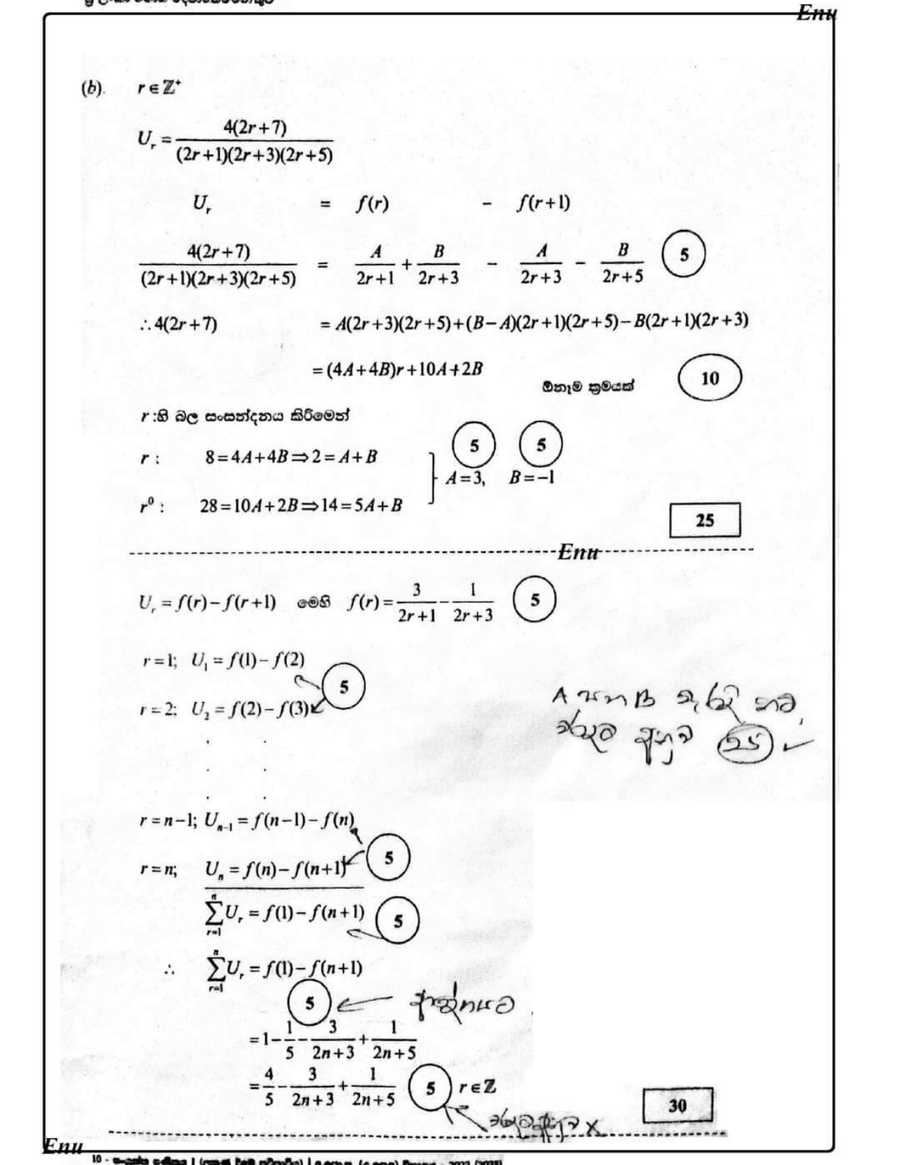 Enu
(b). r ∈ ℤ⁺
U_r = 4(2r+7) / (2r+1)(2r+3)(2r+5)
U_r = f(r) − f(r+1)
4(2r+7) / (2r+1)(2r+3)(2r+5) = A/(2r+1) + B/(2r+3) − A/(2r+3) − B/(2r+5) 5
∴ 4(2r+7) = A(2r+3)(2r+5)+(B−A)(2r+1)(2r+5)−B(2r+1)(2r+3)
= (4A+4B)r+10A+2B ඕනෑම ක්‍රමයක් 10
r :හි බල සංසන්දනය කිරීමෙන්
r : 8=4A+4B⇒2=A+B 5 5
A=3, B=−1
r⁰ : 28=10A+2B⇒14=5A+B
25
Enu
U_r = f(r)−f(r+1) මෙහි f(r) = 3/(2r+1) − 1/(2r+3) 5
r=1; U₁ = f(1)−f(2)
5
r=2: U₂ = f(2)−f(3)
A B
25
r=n−1; U_{n−1} = f(n−1)−f(n)
r=n; U_n = f(n)−f(n+1) 5
∑_{r=1}^{n} U_r = f(1)−f(n+1) 5
∴ ∑_{r=1}^{n} U_r = f(1)−f(n+1)
5
=1−1/5−3/(2n+3)+1/(2n+5)
=4/5−3/(2n+3)+1/(2n+5) 5 r∈ℤ
30
Enu